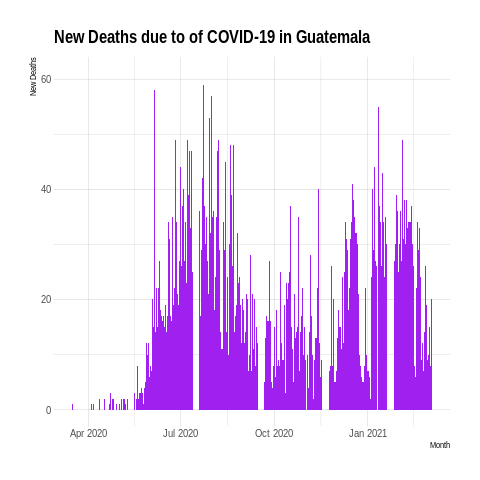 New Deaths due to of COVID-19 in Guatemala
New Deaths
60
40
20
0
Apr 2020 Jul 2020 Oct 2020 Jan 2021
Month